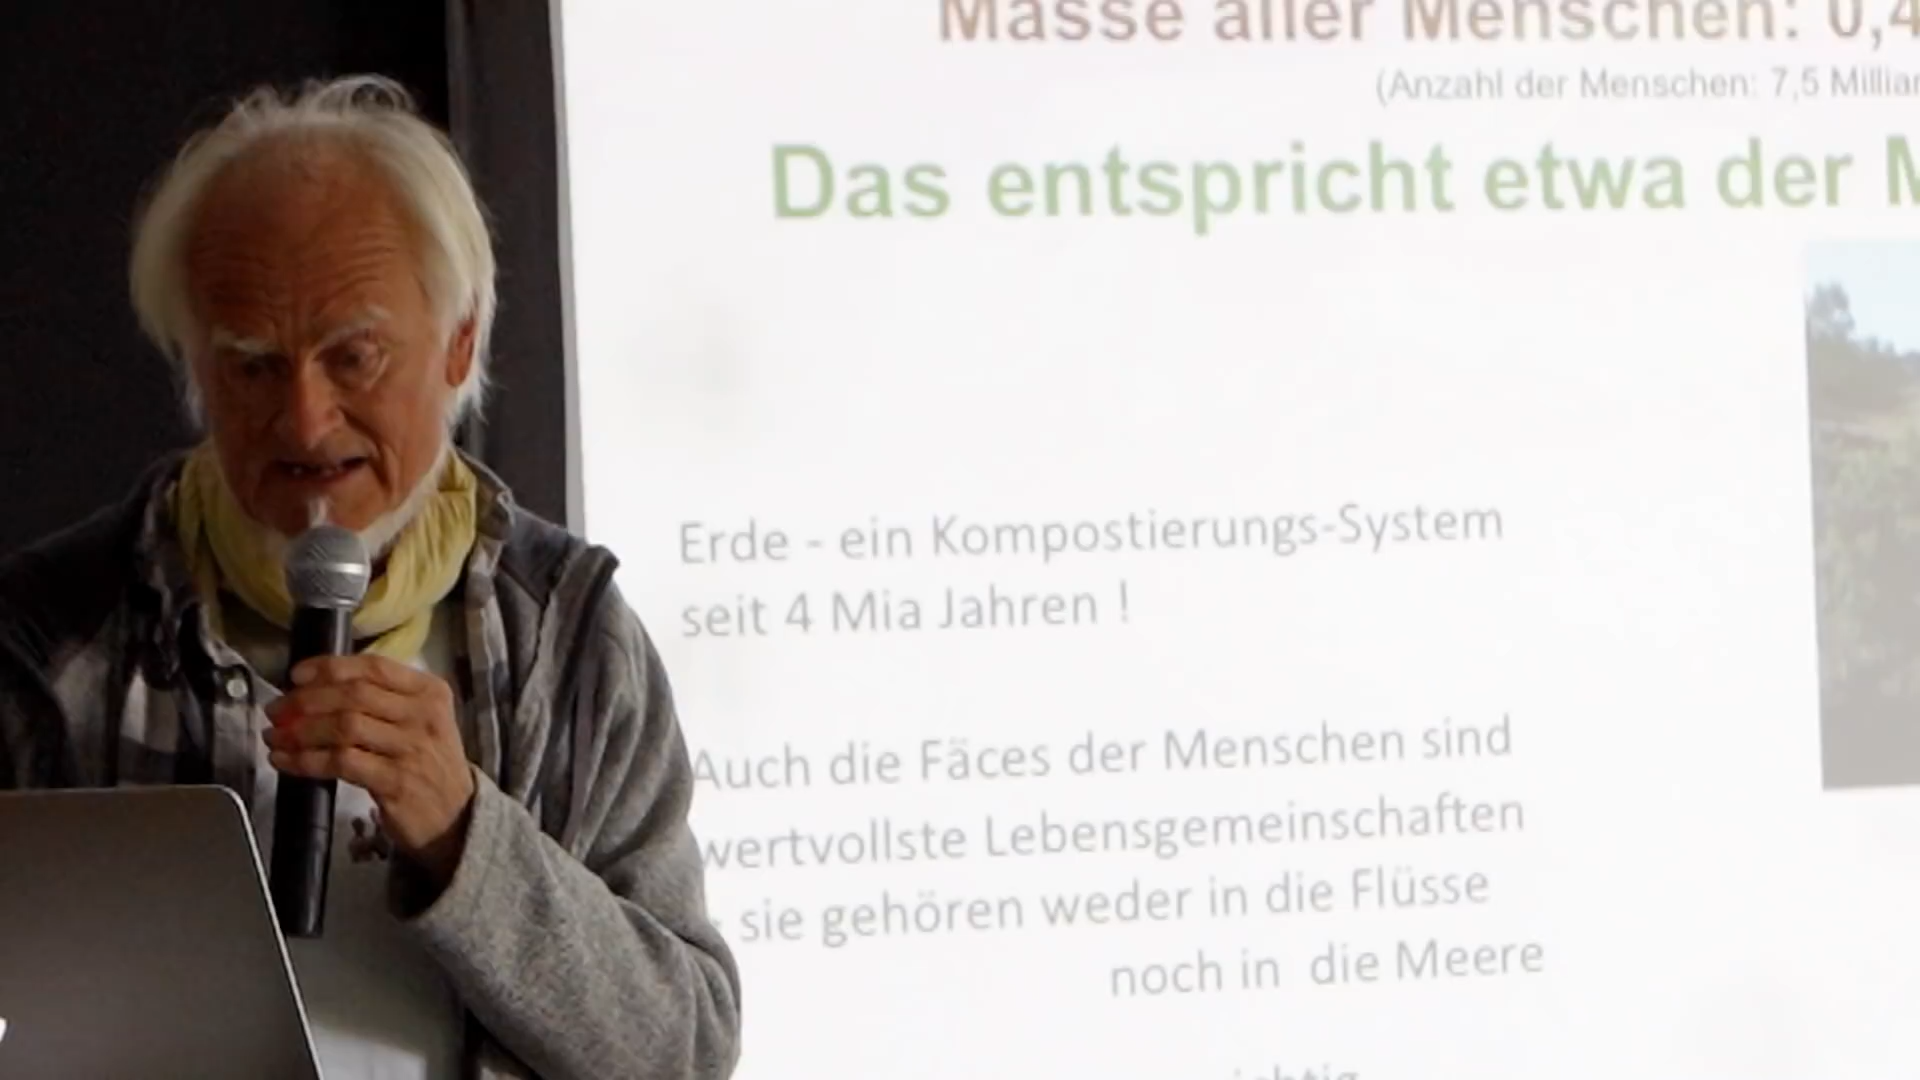 Masse aller Menschen: 0,4
(Anzahl der Menschen: 7,5
Das entspricht etwa der
Erde - ein Kompostierungs-System
seit 4 Mia Jahren !
Auch die Fäces der Menschen sind
wertvollste Lebensgemeinschaften
- sie gehören weder in die Flüsse
noch in die Meere